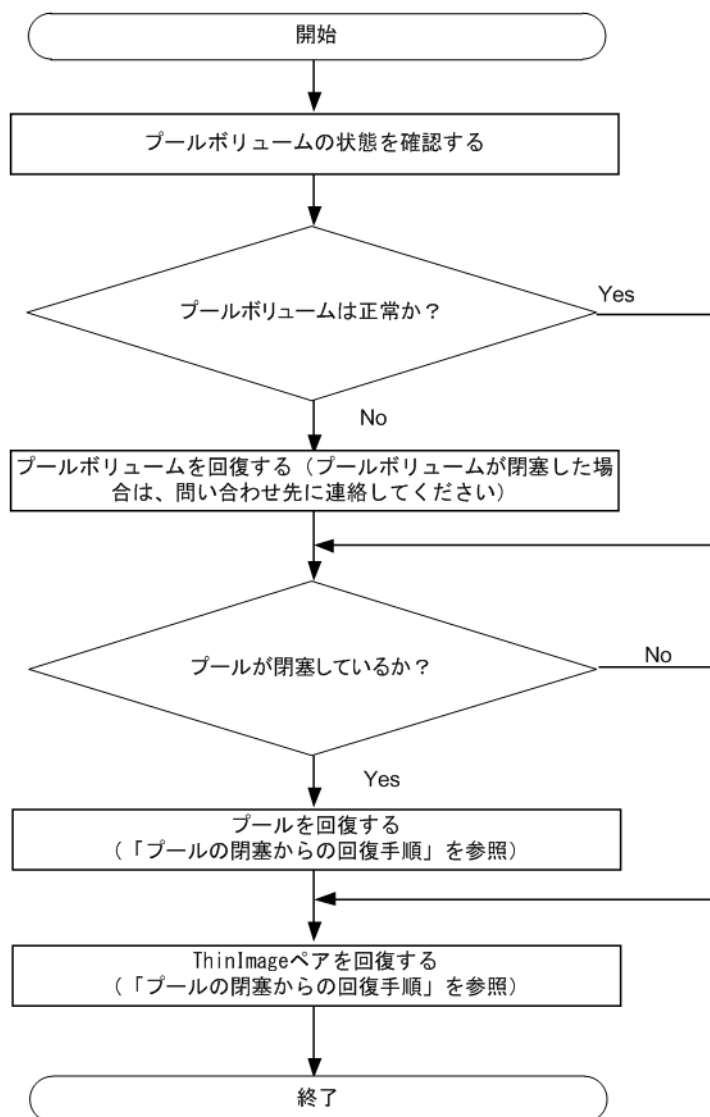 開始
プールボリュームの状態を確認する
プールボリュームは正常か？
Yes
No
プールボリュームを回復する（プールボリュームが閉塞した場
合は、問い合わせ先に連絡してください）
プールが閉塞しているか？
No
Yes
プールを回復する
（「プールの閉塞からの回復手順」を参照）
ThinImageペアを回復する
（「プールの閉塞からの回復手順」を参照）
終了